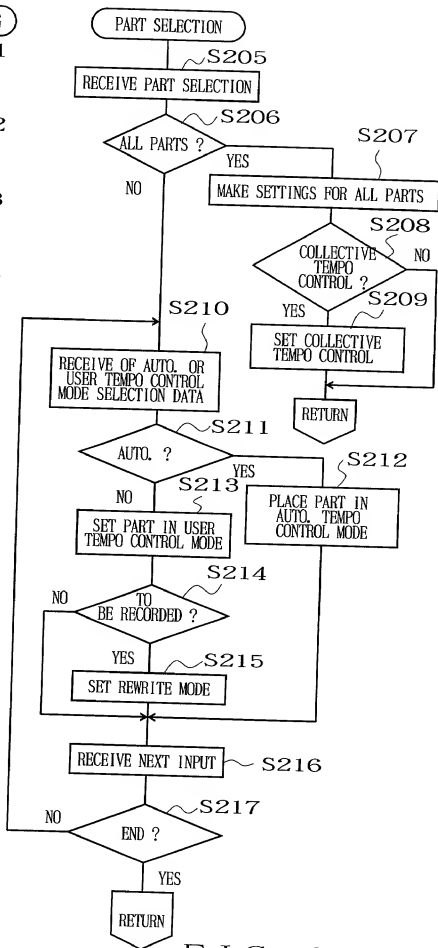 PART SELECTION
S205
RECEIVE PART SELECTION
S206
ALL PARTS ?
YES
NO
S207
MAKE SETTINGS FOR ALL PARTS
S208
COLLECTIVE
TEMPO
CONTROL ?
NO
YES
S209
SET COLLECTIVE
TEMPO CONTROL
RETURN
S210
RECEIVE OF AUTO. OR
USER TEMPO CONTROL
MODE SELECTION DATA
S211
AUTO. ?
YES
NO
S212
PLACE PART IN
AUTO. TEMPO
CONTROL MODE
S213
SET PART IN USER
TEMPO CONTROL MODE
S214
TO
BE RECORDED ?
NO
YES
S215
SET REWRITE MODE
RECEIVE NEXT INPUT
S216
S217
END ?
NO
YES
RETURN